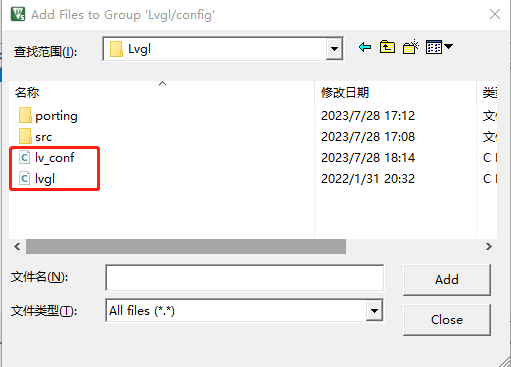 Add Files to Group 'Lvgl/config'
查找范围(I):
Lvgl
名称
修改日期
类
porting
2023/7/28 17:12
文件
src
2023/7/28 17:08
文件
lv_conf
2023/7/28 18:14
C H
lvgl
2022/1/31 20:32
C H
文件名(N):
Add
文件类型(T):
All files (*.*)
Close